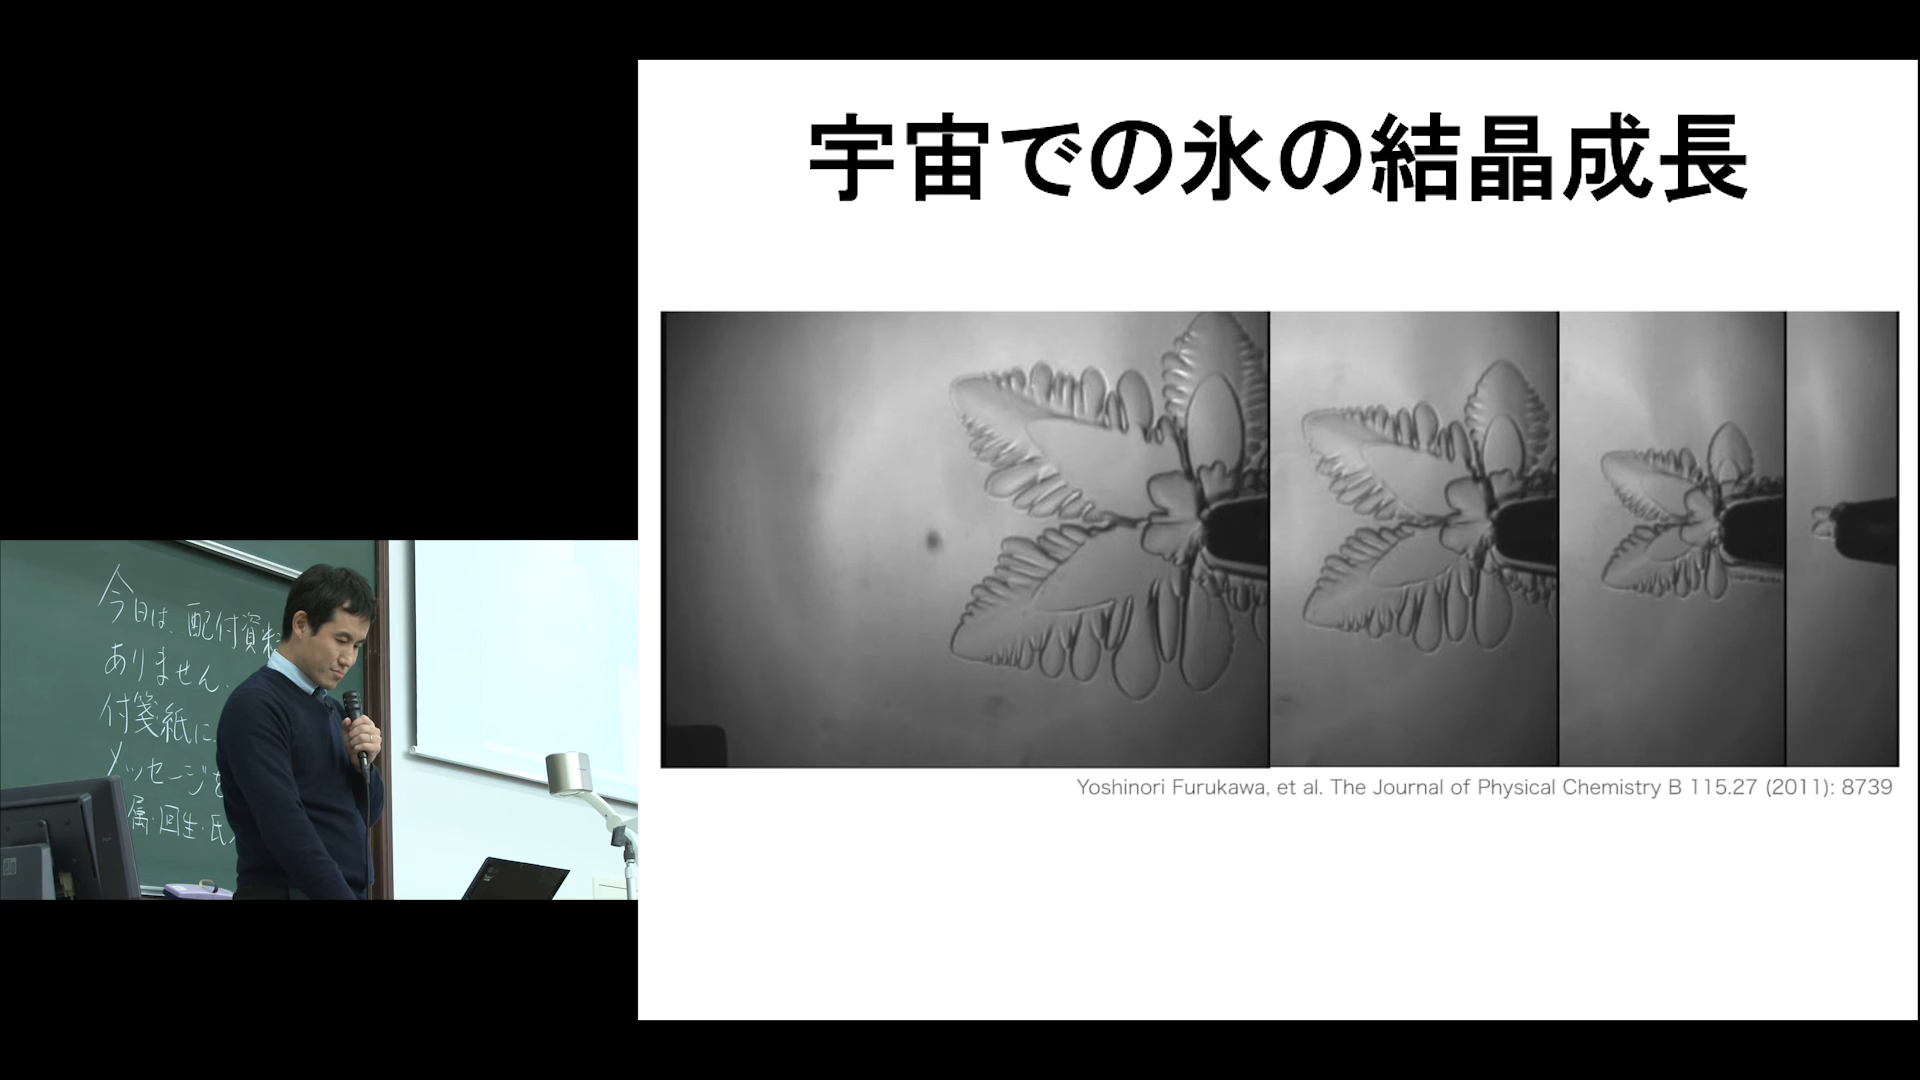 宇宙での氷の結晶成長
Yoshinori Furukawa, et al. The Journal of Physical Chemistry B 115.27 (2011): 8739
今日は、配付資料
ありません.
付箋紙に
メッセージを
属・回生・氏